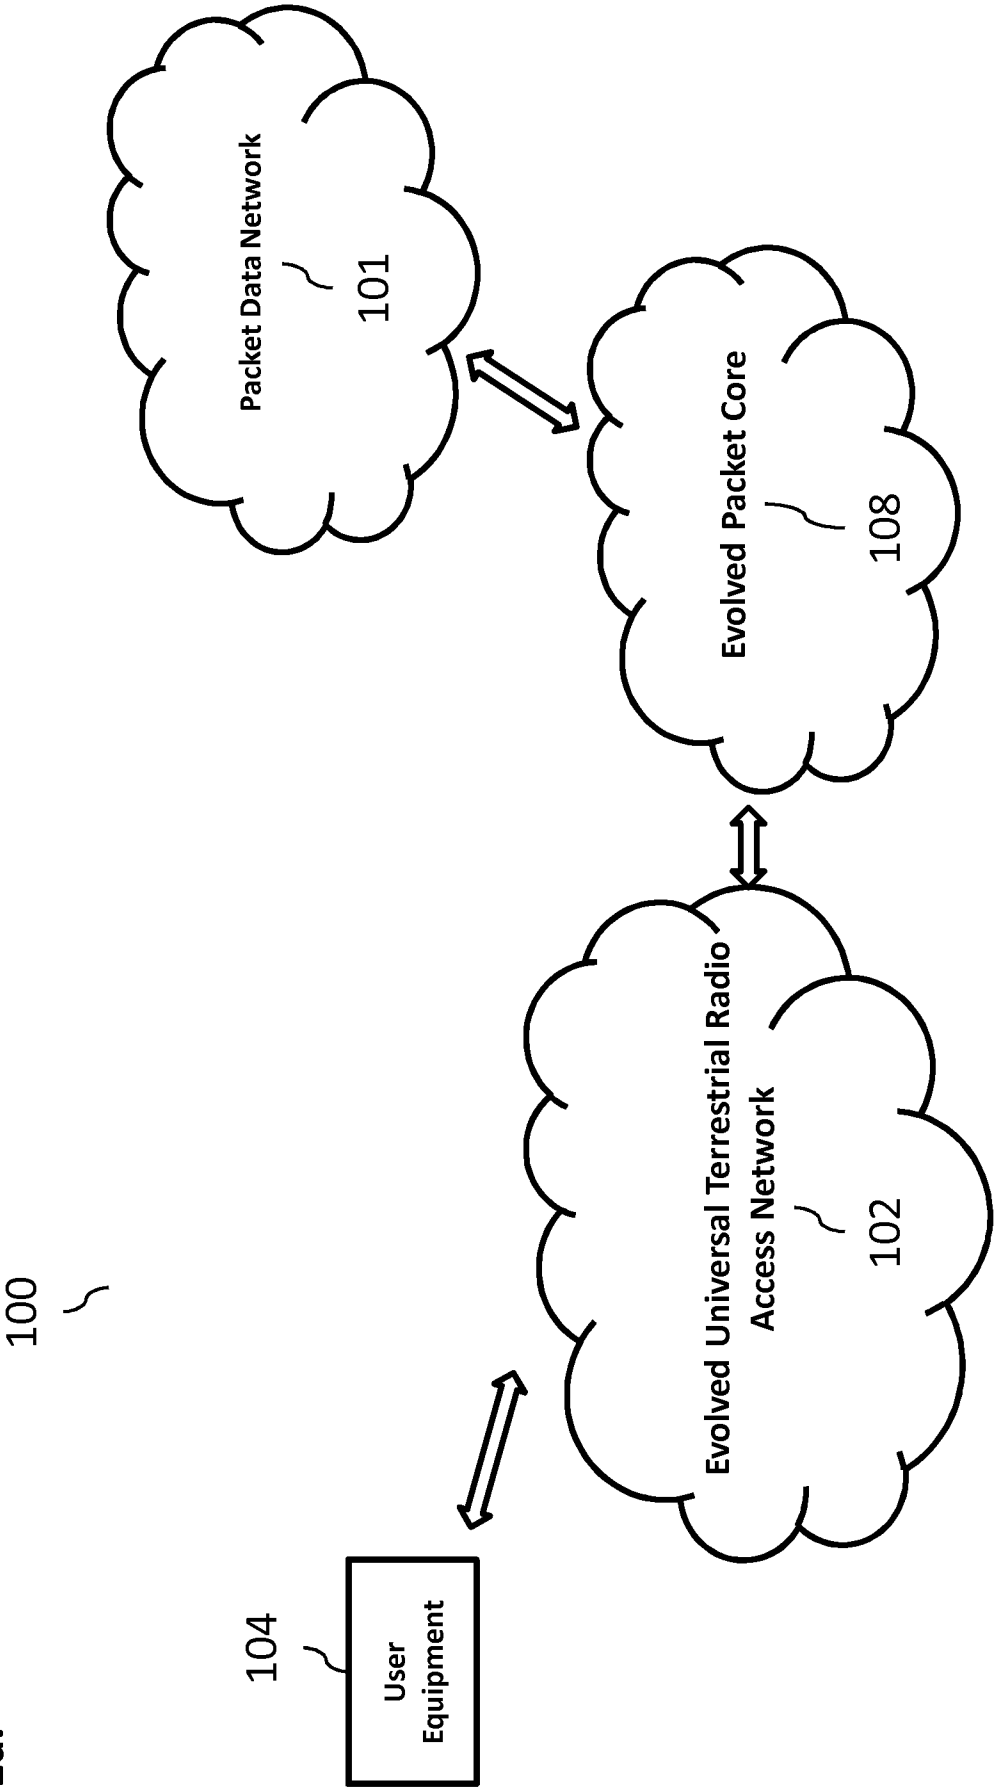 100
Packet Data Network
101
104
User
Equipment
Evolved Universal Terrestrial Radio
Access Network
102
Evolved Packet Core
108